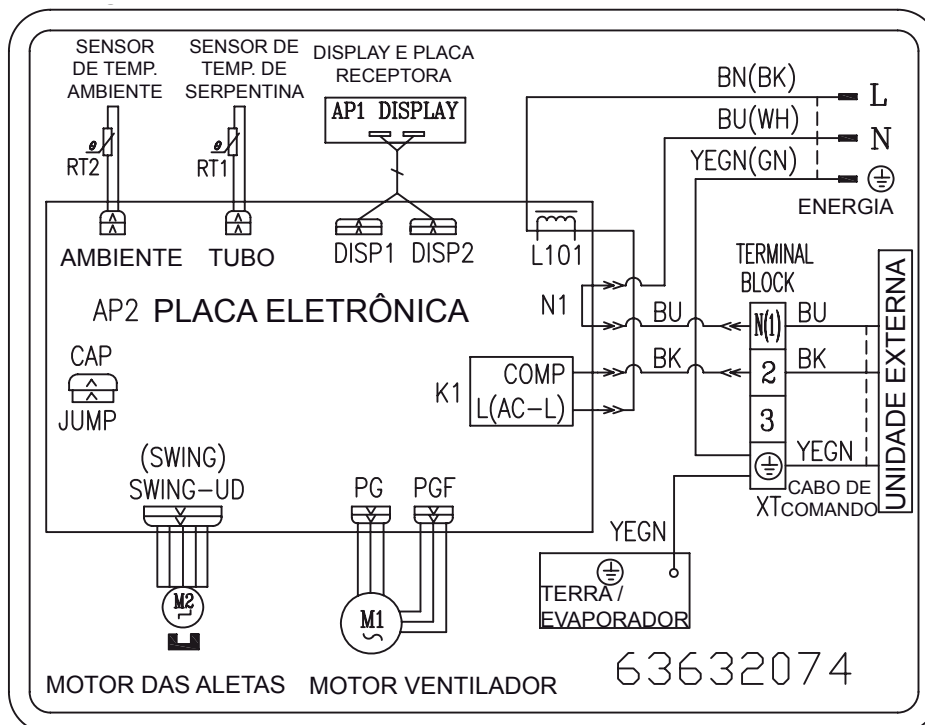 SENSOR
DE TEMP.
AMBIENTE
SENSOR DE
TEMP. DE
SERPENTINA
DISPLAY E PLACA
RECEPTORA
AP1 DISPLAY
BN(BK)
L
BU(WH)
N
YEGN(GN)
ENERGIA
θ
RT2
θ
RT1
AMBIENTE
TUBO
DISP1
DISP2
L101
TERMINAL
BLOCK
AP2 PLACA ELETRÔNICA
N1
BU
N(1)
BU
CAP
JUMP
K1
COMP
L(AC-L)
BK
2
BK
3
YEGN
UNIDADE EXTERNA
(SWING)
SWING-UD
PG
PGF
XT
CABO DE
COMANDO
YEGN
TERRA /
EVAPORADOR
M2
M1
63632074
MOTOR DAS ALETAS
MOTOR VENTILADOR